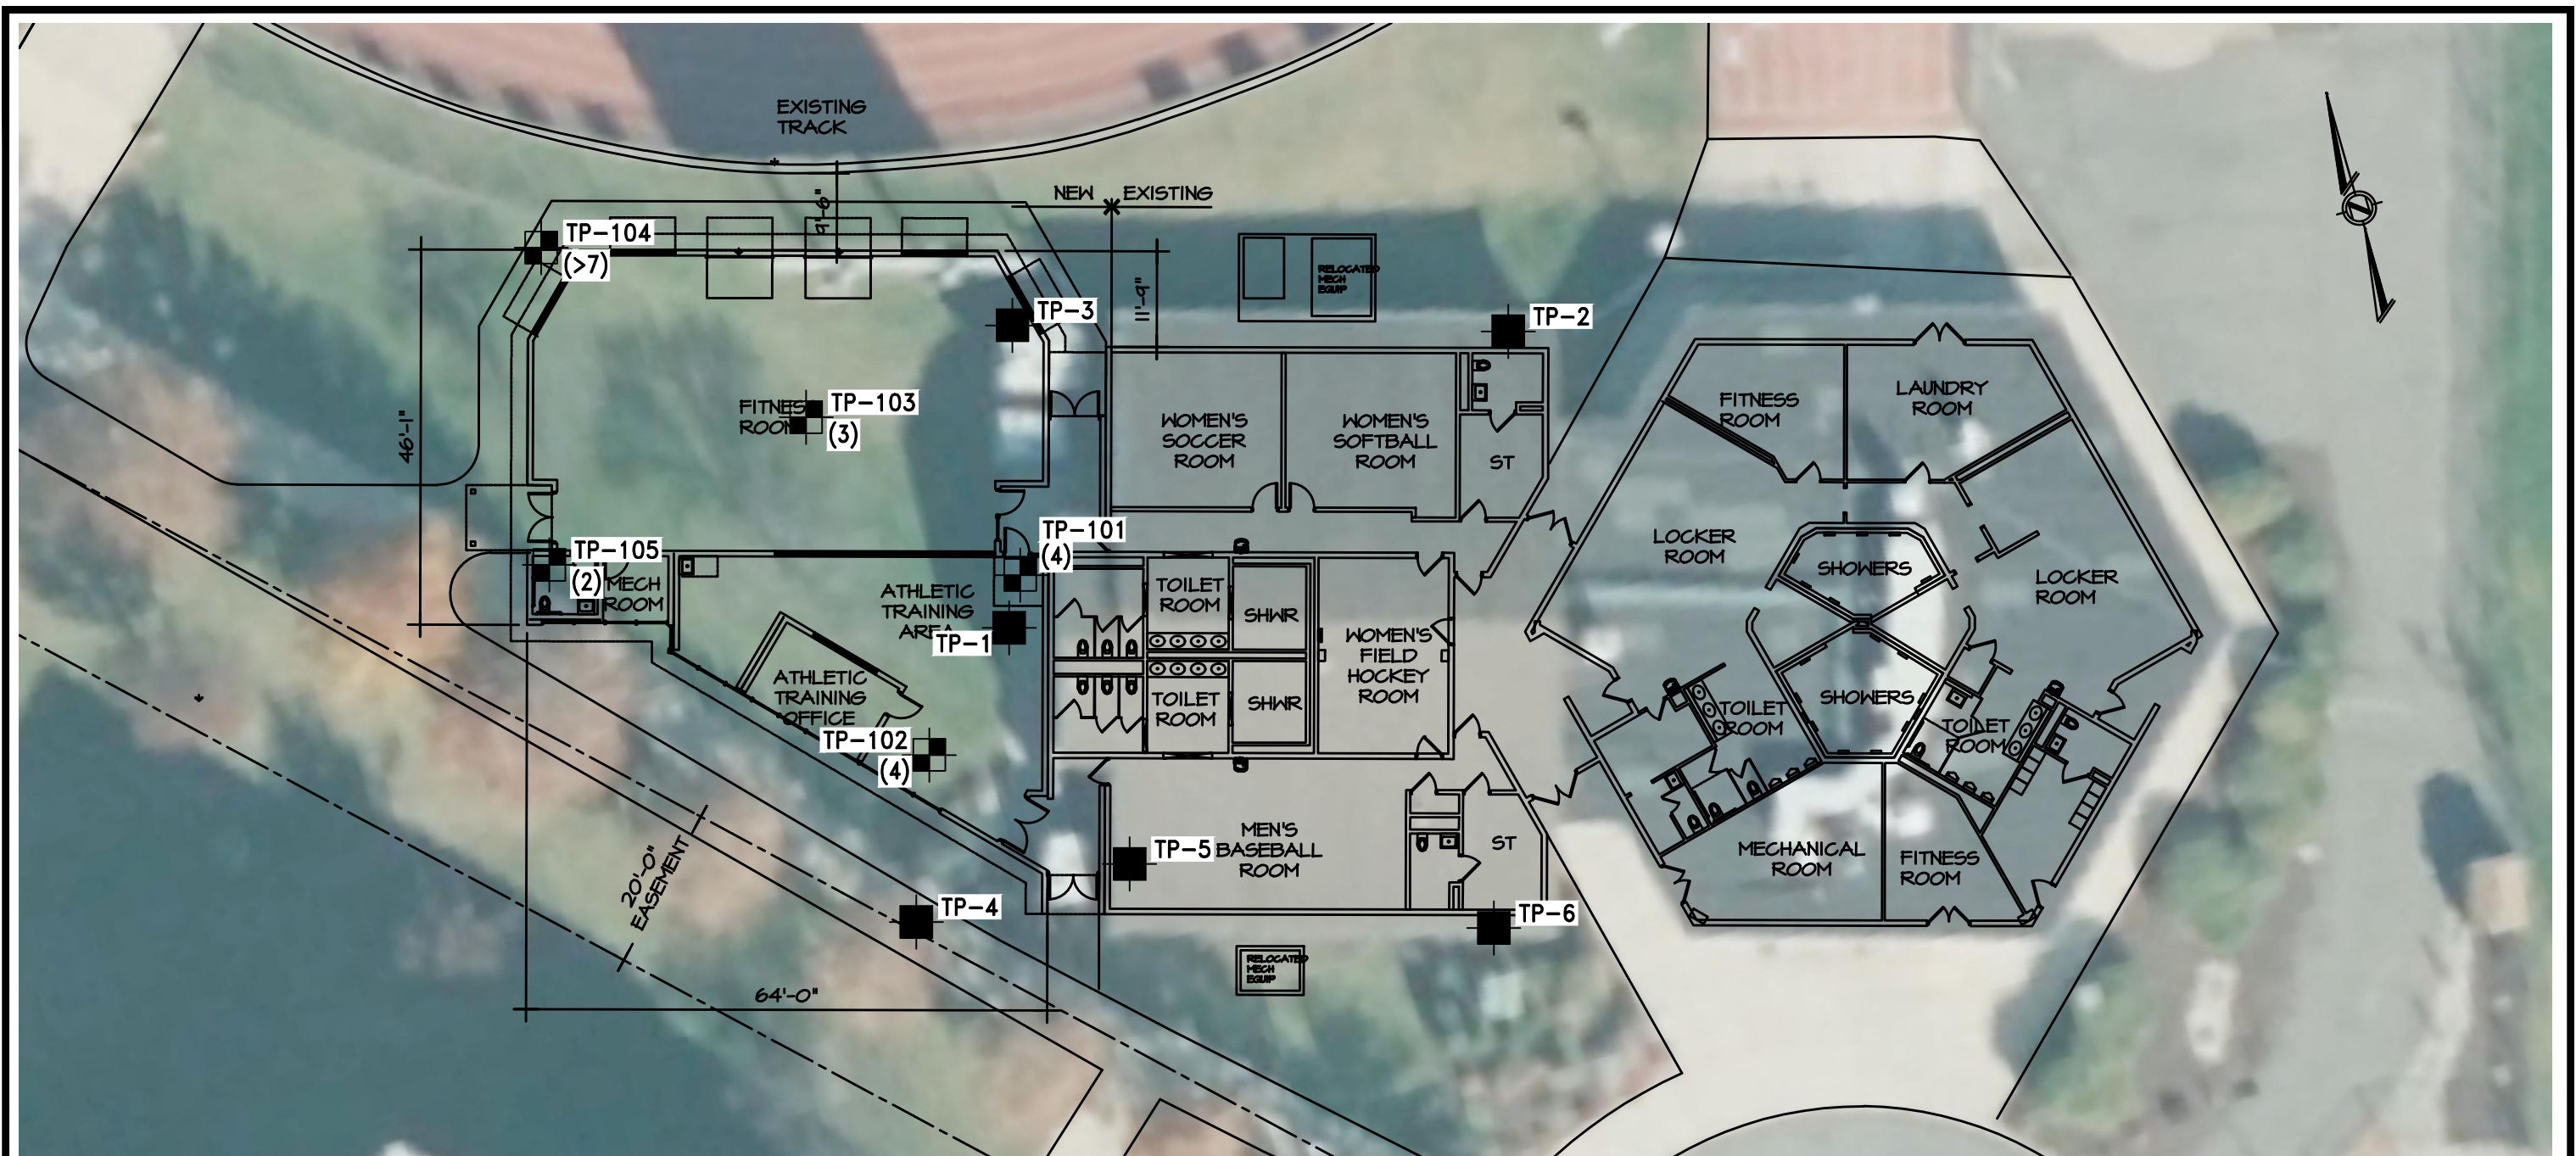 EXISTING
TRACK
9'-6"
NEW
EXISTING
TP-104
(>7)
RELOCATED
MECH
EQUIP
11'-9"
TP-3
TP-2
46'-1"
FITNESS
ROOM
TP-103
(3)
WOMEN'S
SOCCER
ROOM
WOMEN'S
SOFTBALL
ROOM
ST
FITNESS
ROOM
LAUNDRY
ROOM
TP-101
(4)
TP-105
(2)
MECH
ROOM
ATHLETIC
TRAINING
AREA
TP-1
TOILET
ROOM
SHWR
WOMEN'S
FIELD
HOCKEY
ROOM
LOCKER
ROOM
SHOWERS
LOCKER
ROOM
ATHLETIC
TRAINING
OFFICE
TOILET
ROOM
SHWR
SHOWERS
TOILET
ROOM
TOILET
ROOM
TP-102
(4)
20'-0"
EASEMENT
TP-5
MEN'S
BASEBALL
ROOM
ST
MECHANICAL
ROOM
FITNESS
ROOM
TP-4
TP-6
RELOCATED
MECH
EQUIP
64'-0"
N